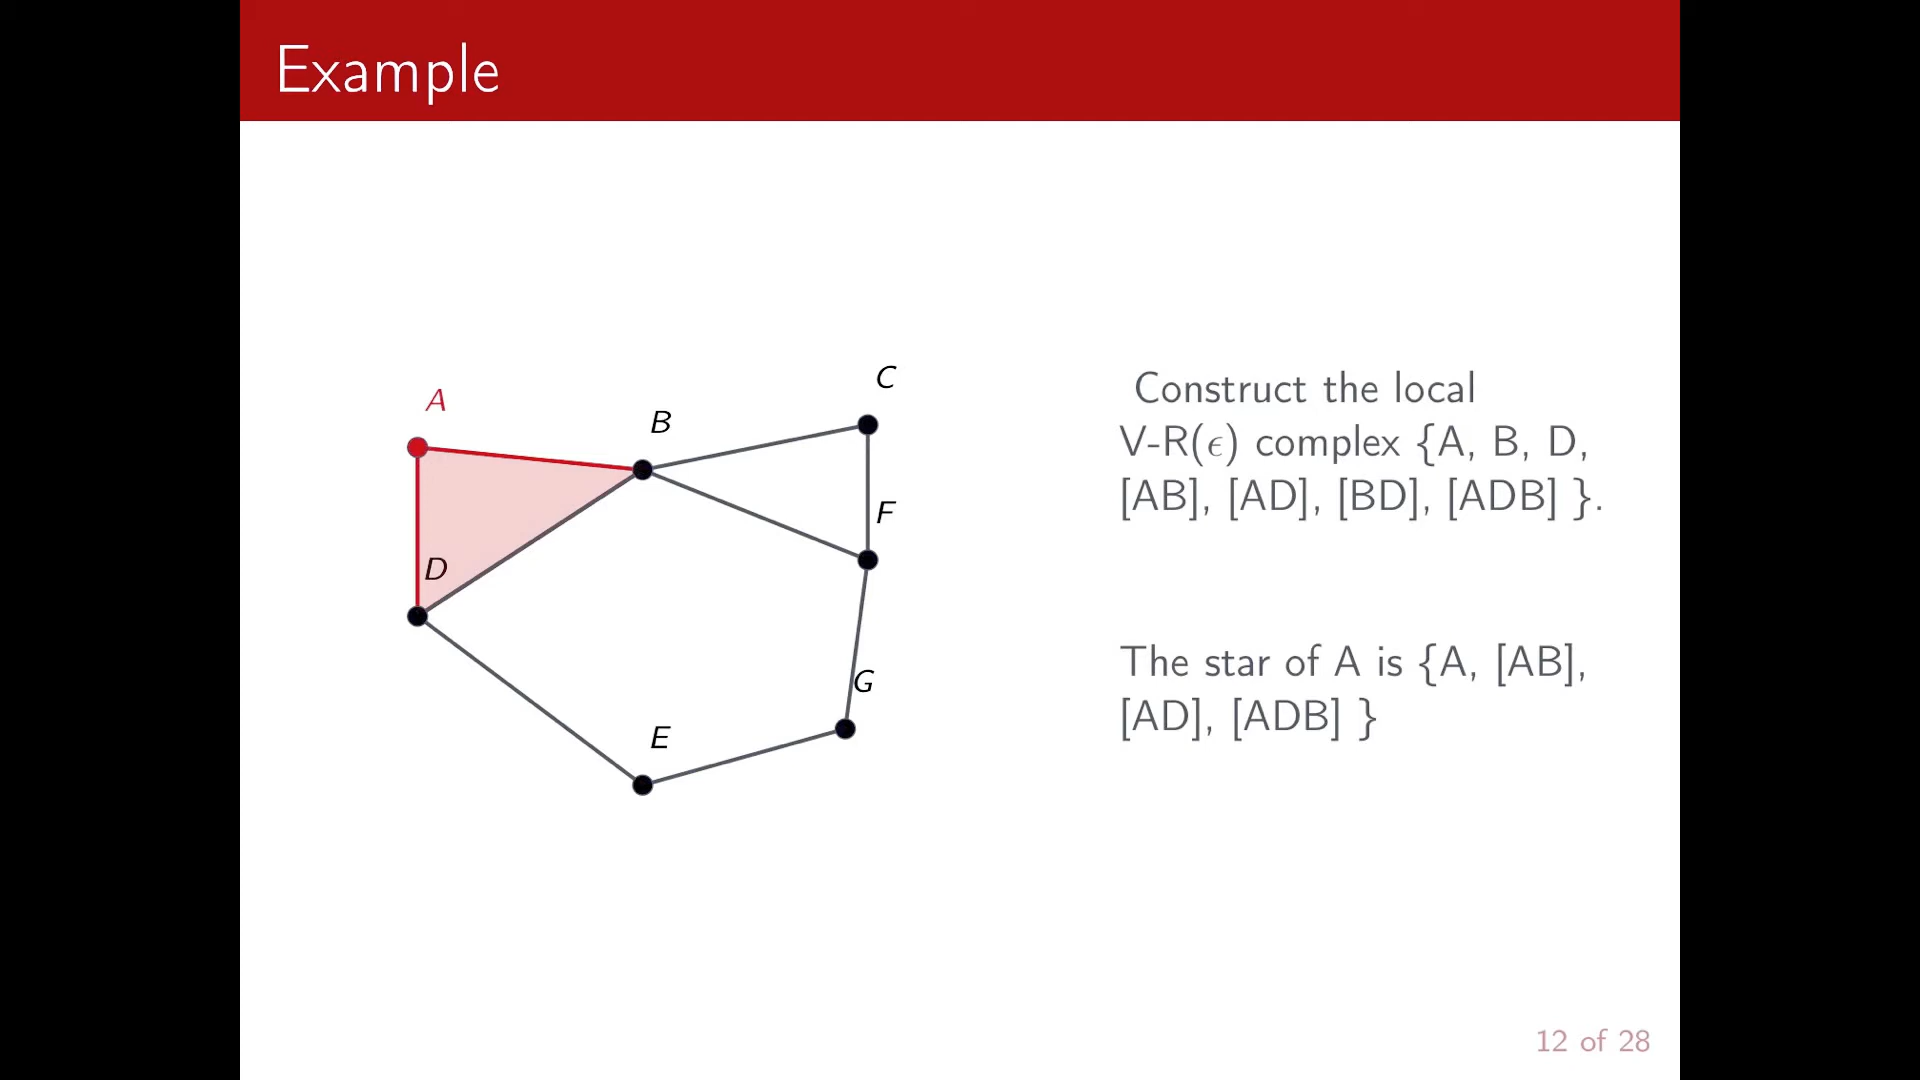 Example
A
B
C
D
F
G
E
Construct the local
V-R(ϵ) complex {A, B, D,
[AB], [AD], [BD], [ADB] }.
The star of A is {A, [AB],
[AD], [ADB] }
12 of 28